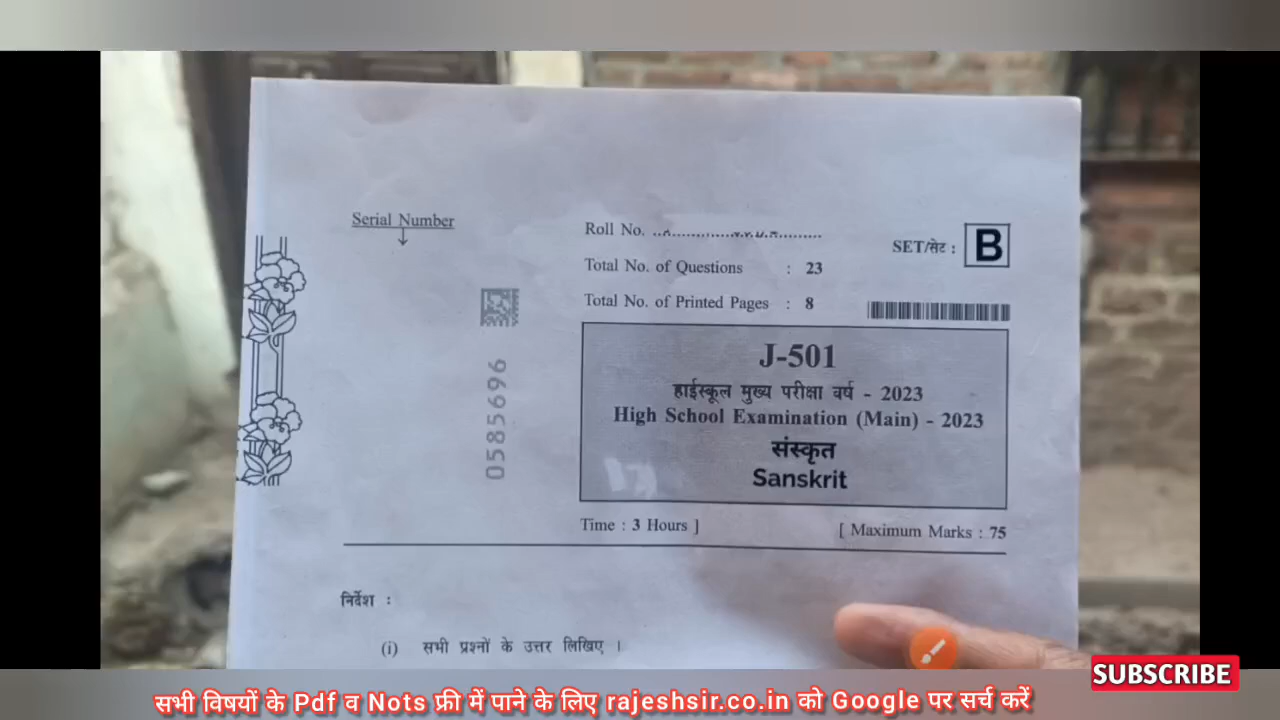 Serial Number
Roll No.
Total No. of Questions : 23
Total No. of Printed Pages : 8
SET/सेट : B
0585696
J-501
हाईस्कूल मुख्य परीक्षा वर्ष - 2023
High School Examination (Main) - 2023
संस्कृत
Sanskrit
Time : 3 Hours ]
[ Maximum Marks : 75
निर्देश :
(i) सभी प्रश्नों के उत्तर लिखिए ।
SUBSCRIBE
सभी विषयों के Pdf व Nots फ्री में पाने के लिए rajeshsir.co.in को Google पर सर्च करें